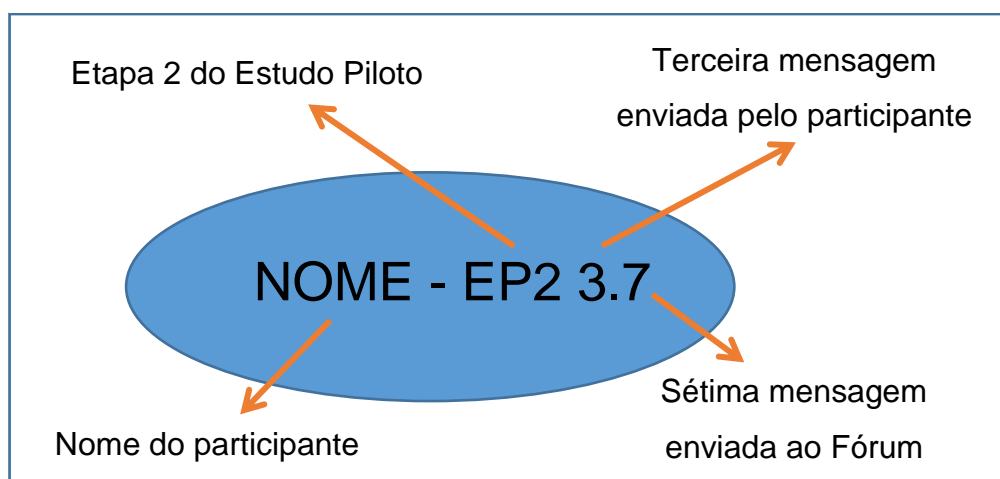 Etapa 2 do Estudo Piloto
Terceira mensagem
enviada pelo participante
NOME - EP2 3.7
Nome do participante
Sétima mensagem
enviada ao Fórum